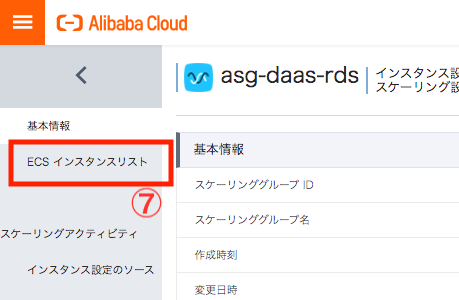 Alibaba Cloud
asg-daas-rds
インスタンス設
スケーリング設
基本情報
ECS インスタンスリスト
⑦
スケーリングアクティビティ
インスタンス設定のソース
基本情報
スケーリンググループ ID
スケーリンググループ名
作成時刻
変更日時